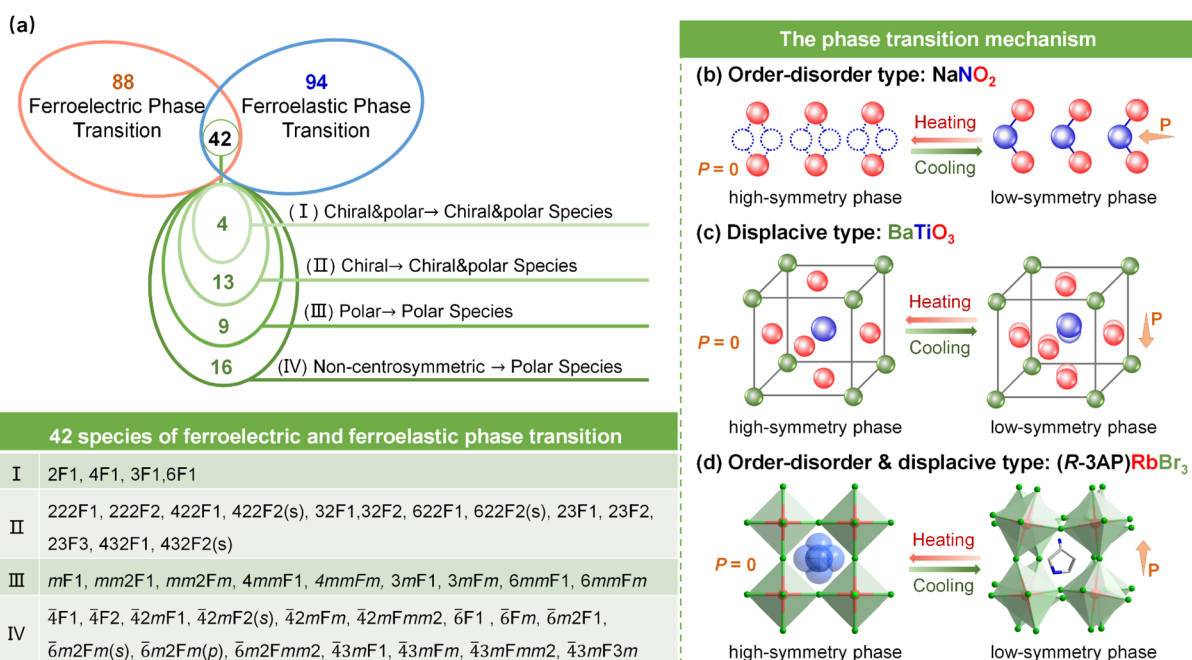 (a)
88
Ferroelectric Phase
Transition
94
Ferroelastic Phase
Transition
42
4
(Ⅰ) Chiral&polar→ Chiral&polar Species
13
(Ⅱ) Chiral→ Chiral&polar Species
9
(Ⅲ) Polar→ Polar Species
16
(Ⅳ) Non-centrosymmetric → Polar Species
42 species of ferroelectric and ferroelastic phase transition
Ⅰ 2F1, 4F1, 3F1,6F1
Ⅱ 222F1, 222F2, 422F1, 422F2(s), 32F1,32F2, 622F1, 622F2(s), 23F1, 23F2,
23F3, 432F1, 432F2(s)
Ⅲ mF1, mm2F1, mm2Fm, 4mmF1, 4mmFm, 3mF1, 3mFm, 6mmF1, 6mmFm
Ⅳ 4̄F1, 4̄F2, 4̄2mF1, 4̄2mF2(s), 4̄2mFm, 4̄2mFmm2, 6̄F1 , 6̄Fm, 6̄m2F1,
6̄m2Fm(s), 6̄m2Fm(p), 6̄m2Fmm2, 4̄3mF1, 4̄3mFm, 4̄3mFmm2, 4̄3mF3m
The phase transition mechanism
(b) Order-disorder type: NaNO₂
P = 0
Heating
Cooling
P
high-symmetry phase
low-symmetry phase
(c) Displacive type: BaTiO₃
P = 0
Heating
Cooling
P
high-symmetry phase
low-symmetry phase
(d) Order-disorder & displacive type: (R-3AP)RbBr₃
P = 0
Heating
Cooling
P
high-symmetry phase
low-symmetry phase